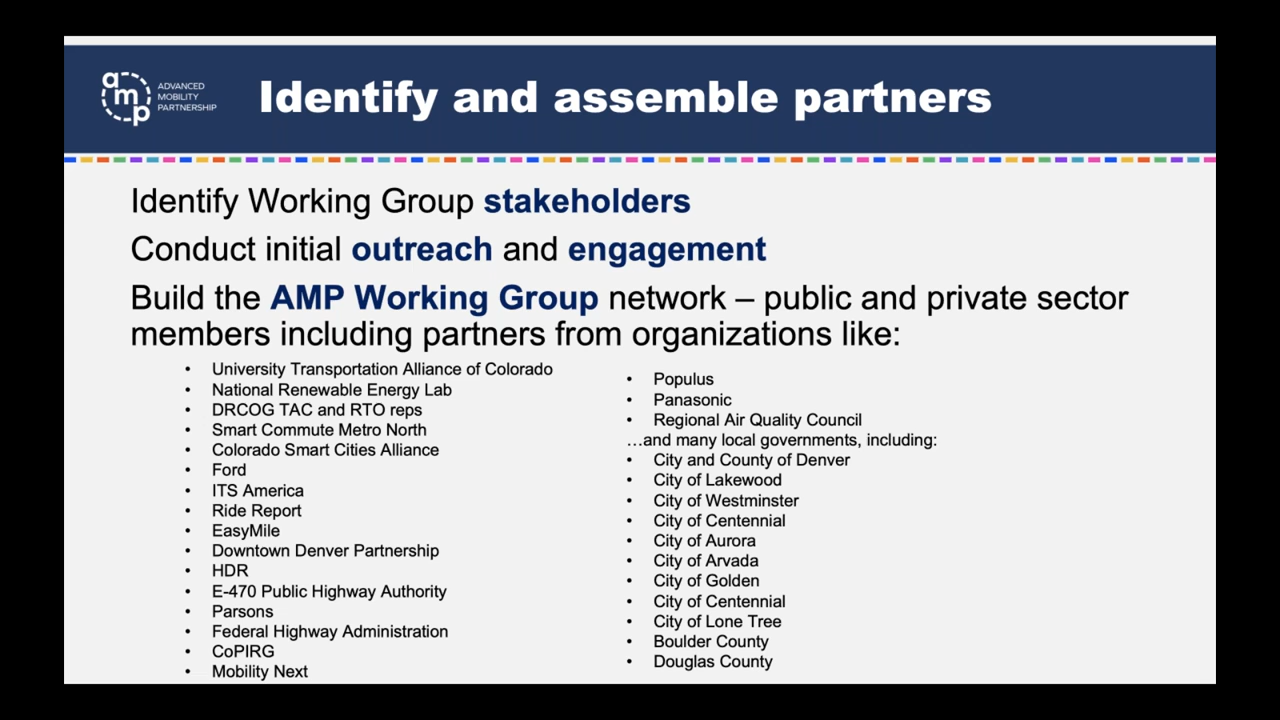 amp
ADVANCED
MOBILITY
PARTNERSHIP
Identify and assemble partners
Identify Working Group stakeholders
Conduct initial outreach and engagement
Build the AMP Working Group network – public and private sector
members including partners from organizations like:
• University Transportation Alliance of Colorado
• National Renewable Energy Lab
• DRCOG TAC and RTO reps
• Smart Commute Metro North
• Colorado Smart Cities Alliance
• Ford
• ITS America
• Ride Report
• EasyMile
• Downtown Denver Partnership
• HDR
• E-470 Public Highway Authority
• Parsons
• Federal Highway Administration
• CoPIRG
• Mobility Next
• Populus
• Panasonic
• Regional Air Quality Council
…and many local governments, including:
• City and County of Denver
• City of Lakewood
• City of Westminster
• City of Centennial
• City of Aurora
• City of Arvada
• City of Golden
• City of Centennial
• City of Lone Tree
• Boulder County
• Douglas County